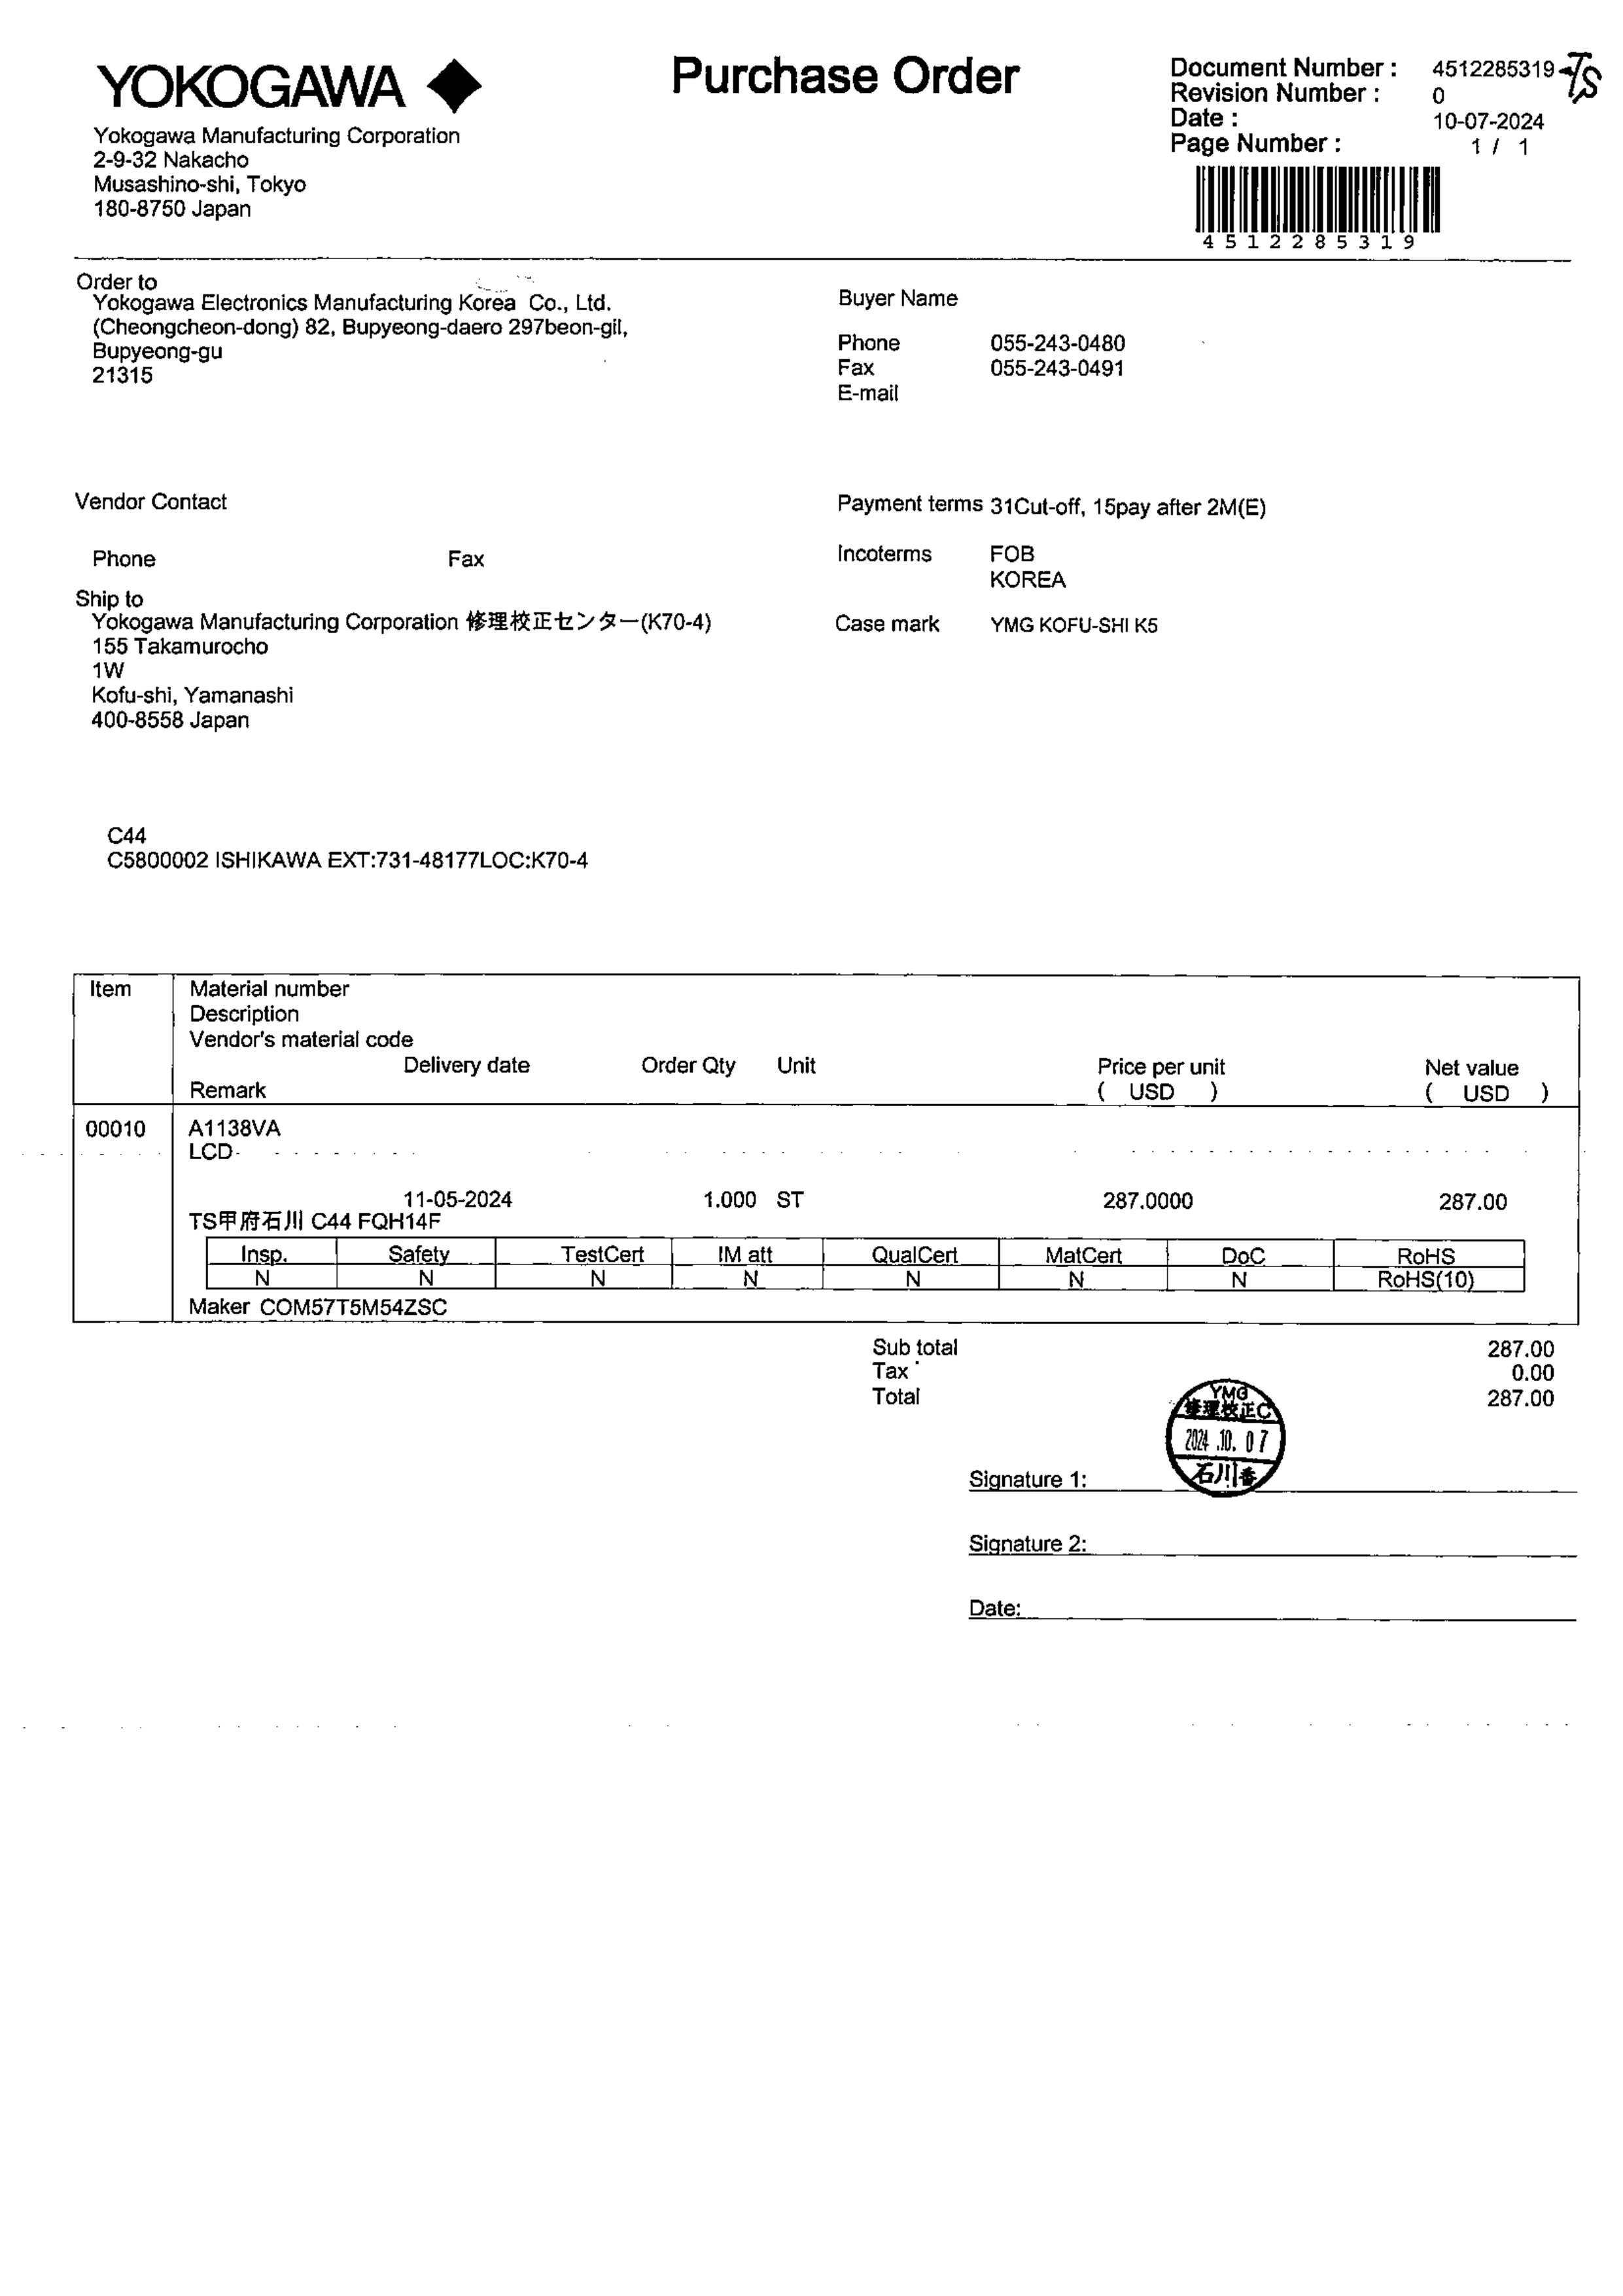 YOKOGAWA
Purchase Order
Document Number : 4512285319-TS
Revision Number : 0
Date : 10-07-2024
Page Number : 1 / 1
4512285319
Yokogawa Manufacturing Corporation
2-9-32 Nakacho
Musashino-shi, Tokyo
180-8750 Japan
Order to
Yokogawa Electronics Manufacturing Korea Co., Ltd.
(Cheongcheon-dong) 82, Bupyeong-daero 297beon-gil,
Bupyeong-gu
21315
Buyer Name
Phone 055-243-0480
Fax 055-243-0491
E-mail
Vendor Contact
Phone Fax
Payment terms 31Cut-off, 15pay after 2M(E)
Incoterms FOB
KOREA
Case mark YMG KOFU-SHI K5
Ship to
Yokogawa Manufacturing Corporation 修理校正センター(K70-4)
155 Takamurocho
1W
Kofu-shi, Yamanashi
400-8558 Japan
C44
C5800002 ISHIKAWA EXT:731-48177LOC:K70-4
Item Material number
Description
Vendor's material code
Delivery date Order Qty Unit Price per unit Net value
Remark ( USD ) ( USD )
00010 A1138VA
LCD
11-05-2024 1.000 ST 287.0000 287.00
TS甲府石川 C44 FQH14F
Insp. Safety TestCert IM att QualCert MatCert DoC RoHS
N N N N N N N RoHS(10)
Maker COM57T5M54ZSC
Sub total 287.00
Tax 0.00
Total 287.00
YMG
修理校正C
2024.10.07
石川
Signature 1:
Signature 2:
Date: